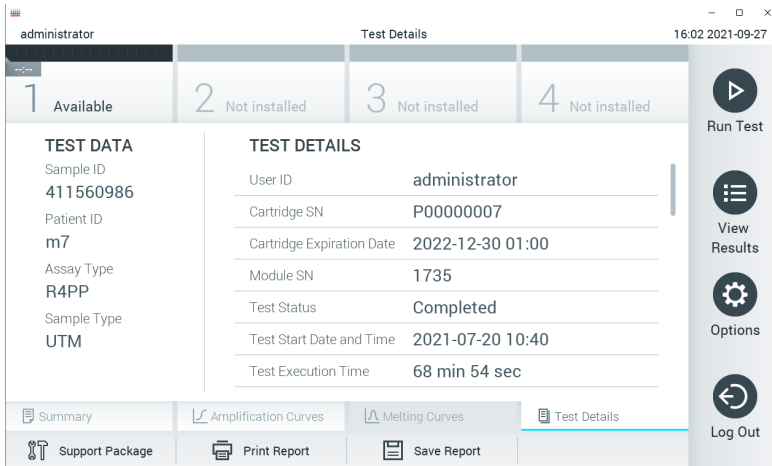 administrator
Test Details
16:02 2021-09-27
--:--
1 Available
2 Not installed
3 Not installed
4 Not installed
Run Test
View Results
Options
Log Out
TEST DATA
Sample ID
411560986
Patient ID
m7
Assay Type
R4PP
Sample Type
UTM
TEST DETAILS
User ID administrator
Cartridge SN P00000007
Cartridge Expiration Date 2022-12-30 01:00
Module SN 1735
Test Status Completed
Test Start Date and Time 2021-07-20 10:40
Test Execution Time 68 min 54 sec
Summary
Amplification Curves
Melting Curves
Test Details
Support Package
Print Report
Save Report